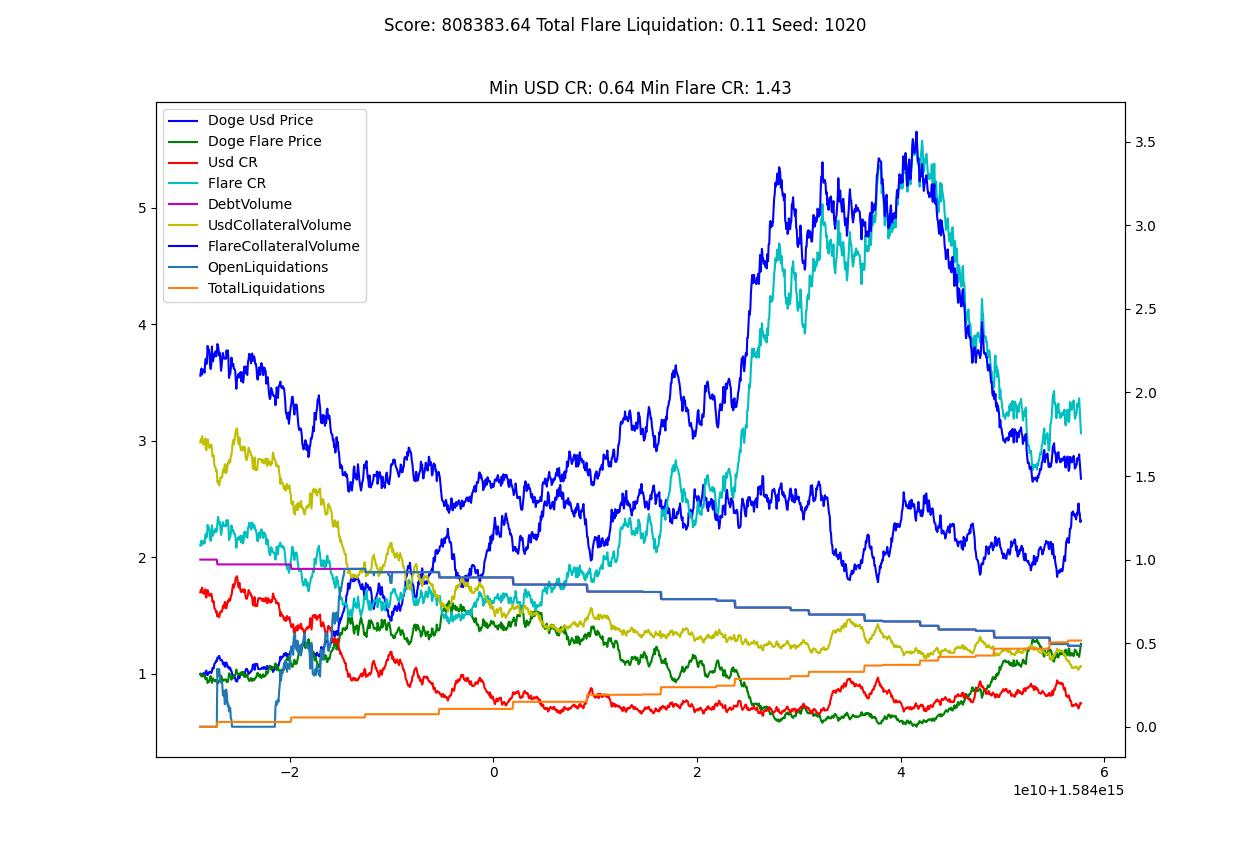 Score: 808383.64 Total Flare Liquidation: 0.11 Seed: 1020
Min USD CR: 0.64 Min Flare CR: 1.43
Doge Usd Price
Doge Flare Price
Usd CR
Flare CR
DebtVolume
UsdCollateralVolume
FlareCollateralVolume
OpenLiquidations
TotalLiquidations
5
4
3
2
1
3.5
3.0
2.5
2.0
1.5
1.0
0.5
0.0
−2
0
2
4
6
1e10+1.584e15